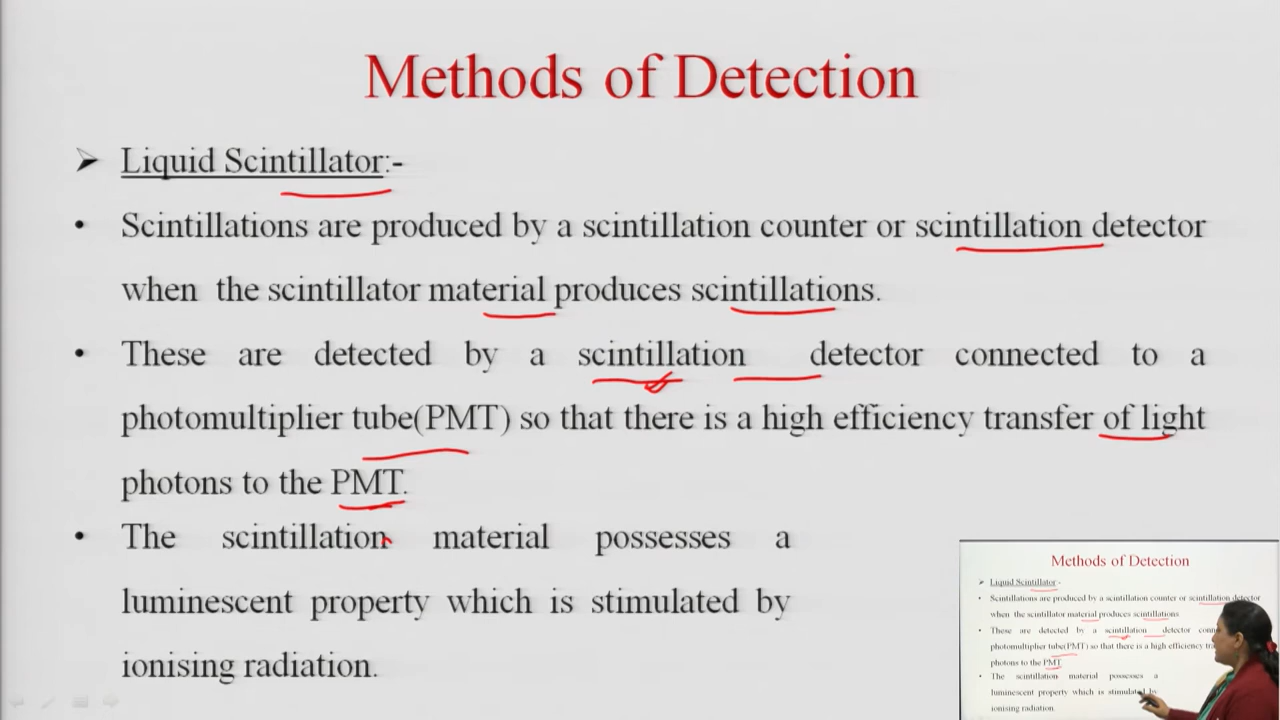 Methods of Detection
➢ Liquid Scintillator:-
• Scintillations are produced by a scintillation counter or scintillation detector
when the scintillator material produces scintillations.
• These are detected by a scintillation detector connected to a
photomultiplier tube(PMT) so that there is a high efficiency transfer of light
photons to the PMT.
• The scintillation material possesses a
luminescent property which is stimulated by
ionising radiation.
Methods of Detection
➢ Liquid Scintillator:-
• Scintillations are produced by a scintillation counter or scintillation detector
when the scintillator material produces scintillations
• These are detected by a scintillation detector
photomultiplier tube(PMT) so that there is a high efficiency
photons to the PMT
• The scintillation material possesses a
luminescent property which is stimulated by
ionising radiation